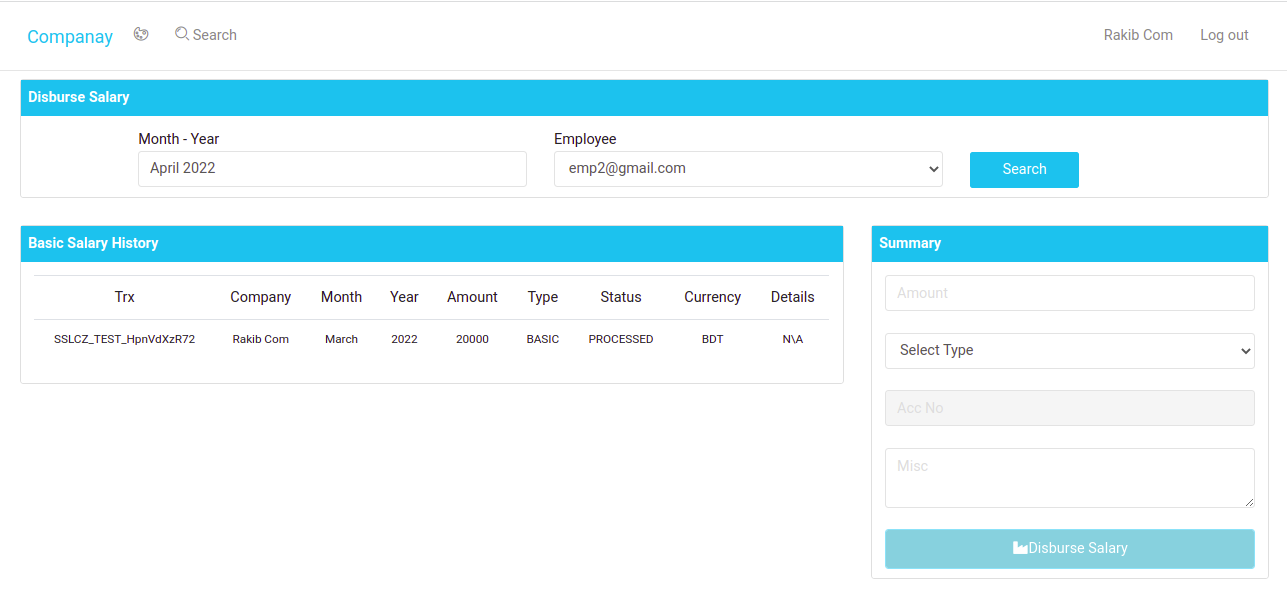 Companay Search Rakib Com Log out
Disburse Salary
Month - Year Employee
April 2022 emp2@gmail.com Search
Basic Salary History
Trx Company Month Year Amount Type Status Currency Details
SSLCZ_TEST_HpnVdXzR72 Rakib Com March 2022 20000 BASIC PROCESSED BDT N\A
Summary
Amount
Select Type
Acc No
Misc
Disburse Salary